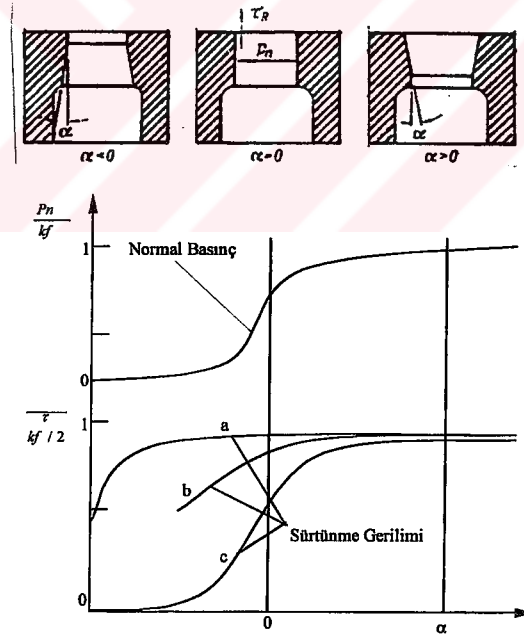 τR
Pn
α
α
α<0
α=0
α>0
Pn
kf
1
Normal Basınç
0
τ
kf / 2
1
a
b
c
Sürtünme Gerilimi
0
0
α